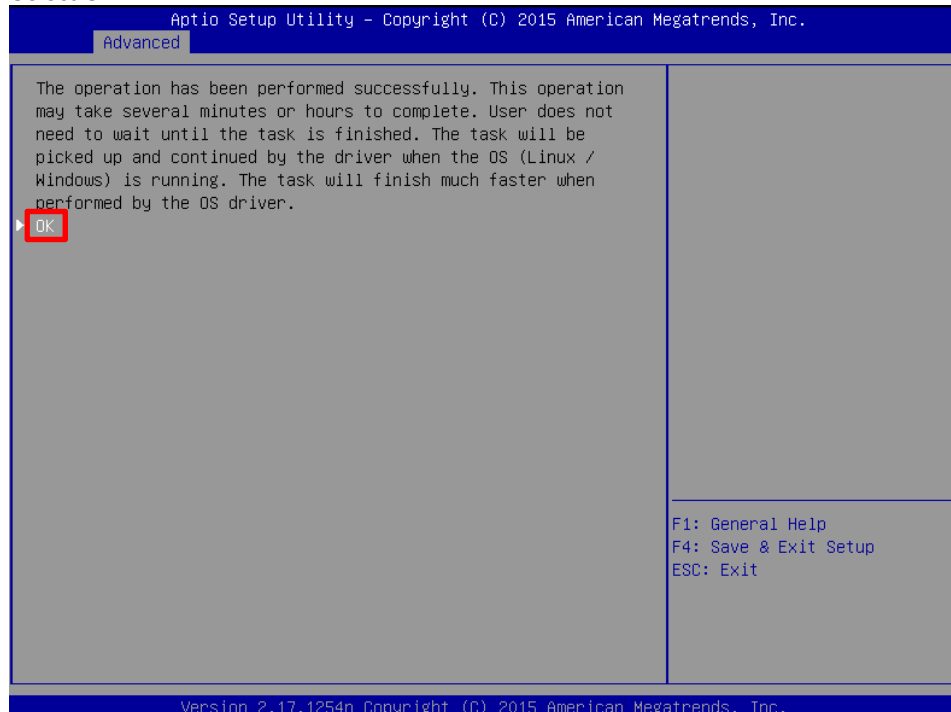 Aptio Setup Utility – Copyright (C) 2015 American Megatrends, Inc.
Advanced
The operation has been performed successfully. This operation
may take several minutes or hours to complete. User does not
need to wait until the task is finished. The task will be
picked up and continued by the driver when the OS (Linux /
Windows) is running. The task will finish much faster when
performed by the OS driver.
OK
F1: General Help
F4: Save & Exit Setup
ESC: Exit
Version 2.17.1254n Copyright (C) 2015 American Megatrends, Inc.